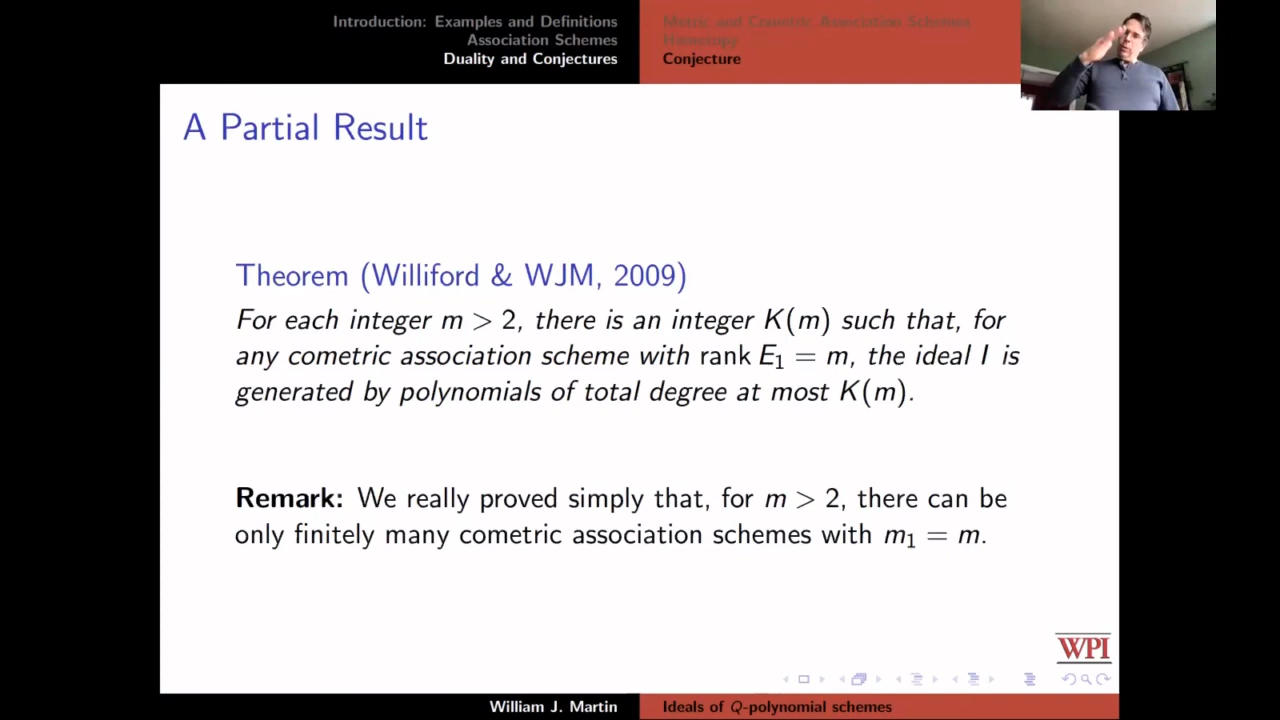 Introduction: Examples and Definitions
Association Schemes
Duality and Conjectures
Metric and Cometric Association Schemes
Homotopy
Conjecture
A Partial Result
Theorem (Williford & WJM, 2009)
For each integer m > 2, there is an integer K(m) such that, for
any cometric association scheme with rank E₁ = m, the ideal I is
generated by polynomials of total degree at most K(m).
Remark: We really proved simply that, for m > 2, there can be
only finitely many cometric association schemes with m₁ = m.
WPI
William J. Martin
Ideals of Q-polynomial schemes